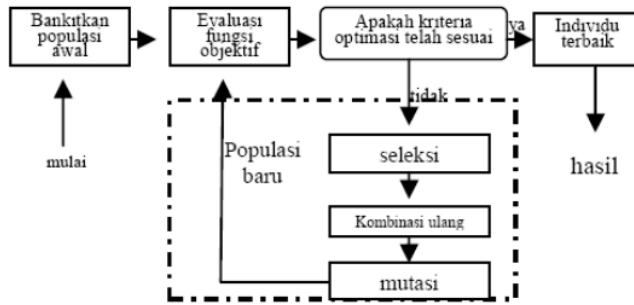 Bankitkan
populasi
awal
Evaluasi
fungsi
objektif
Apakah kriteria
optimasi telah sesuai
ya
Individu
terbaik
mulai
tidak
Populasi
baru
seleksi
hasil
Kombinasi ulang
mutasi